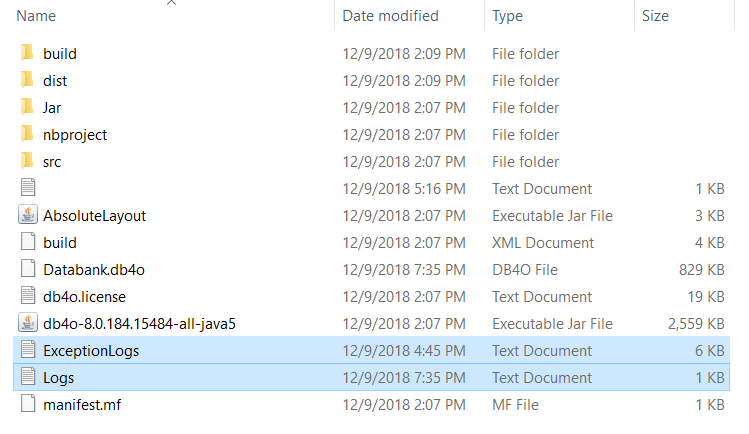 Name Date modified Type Size
build 12/9/2018 2:09 PM File folder
dist 12/9/2018 2:09 PM File folder
Jar 12/9/2018 2:07 PM File folder
nbproject 12/9/2018 2:07 PM File folder
src 12/9/2018 2:07 PM File folder
12/9/2018 5:16 PM Text Document 1 KB
AbsoluteLayout 12/9/2018 2:07 PM Executable Jar File 3 KB
build 12/9/2018 2:07 PM XML Document 4 KB
Databank.db4o 12/9/2018 7:35 PM DB4O File 829 KB
db4o.license 12/9/2018 2:07 PM Text Document 19 KB
db4o-8.0.184.15484-all-java5 12/9/2018 2:07 PM Executable Jar File 2,559 KB
ExceptionLogs 12/9/2018 4:45 PM Text Document 6 KB
Logs 12/9/2018 7:35 PM Text Document 1 KB
manifest.mf 12/9/2018 2:07 PM MF File 1 KB